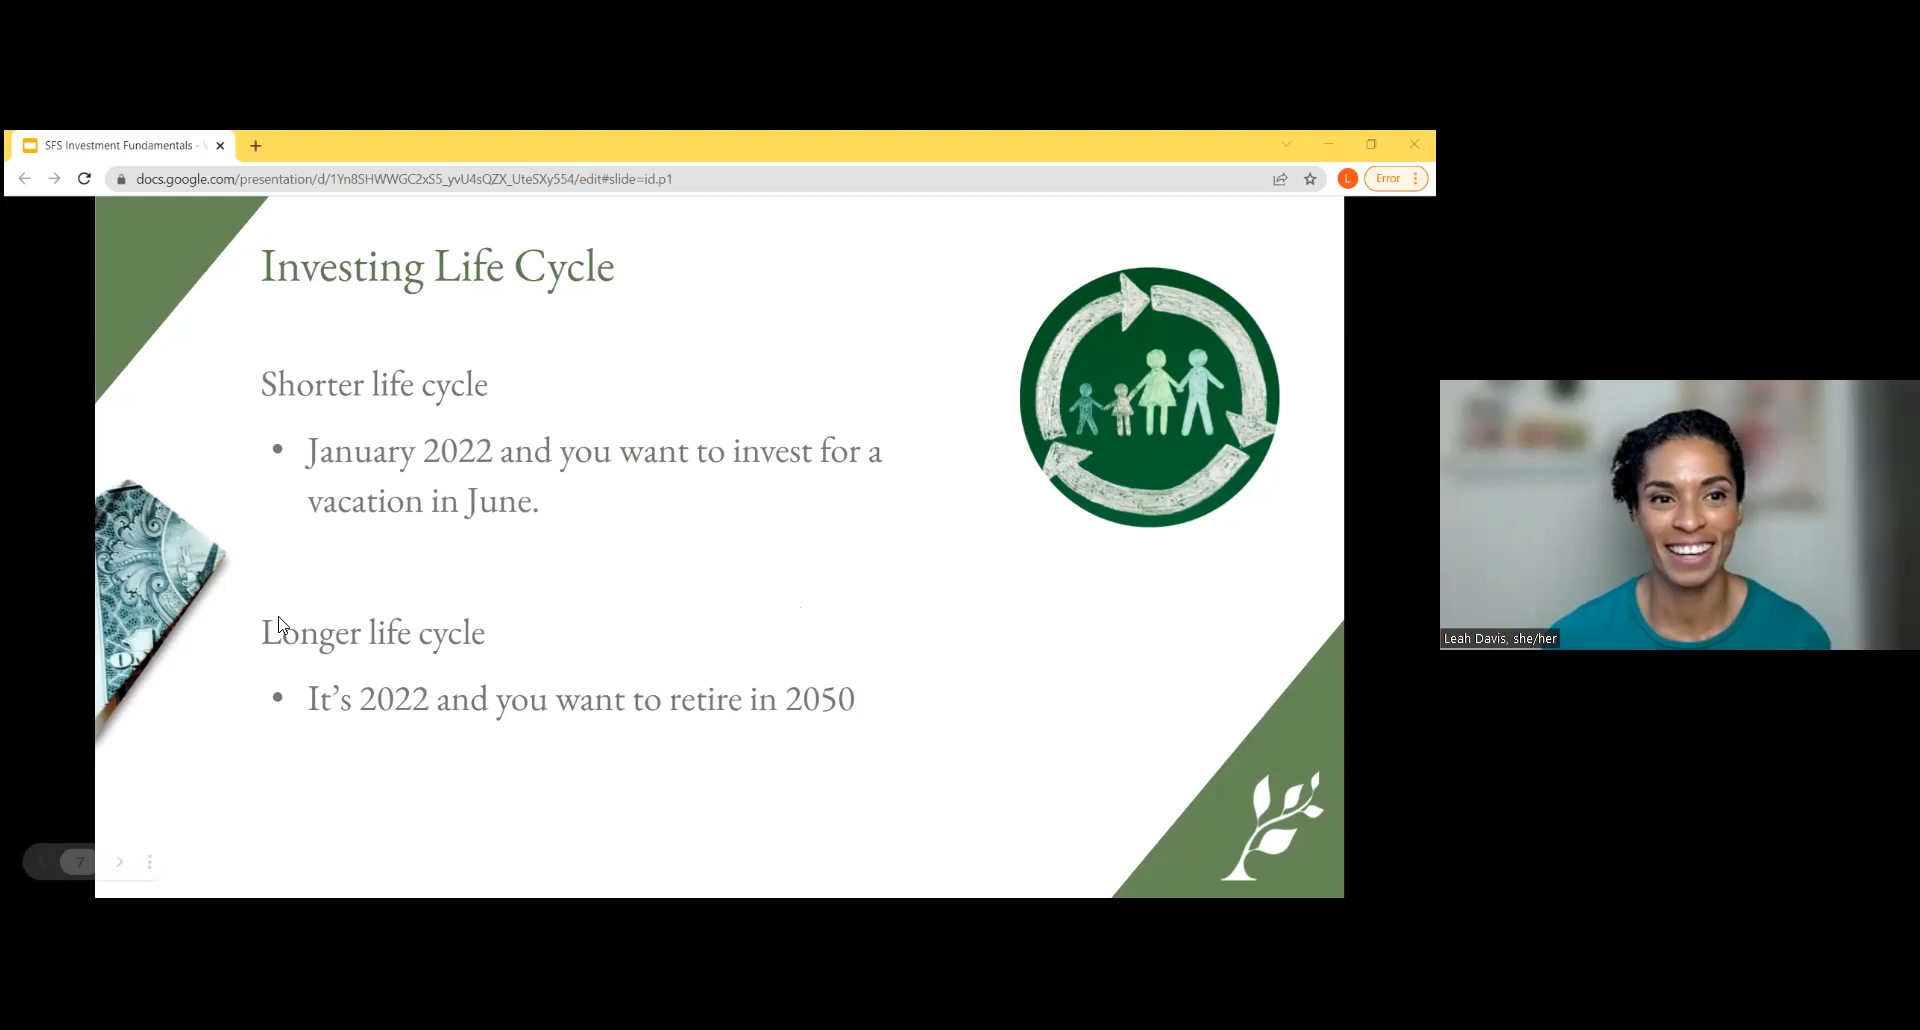 SFS Investment Fundamentals -
docs.google.com/presentation/d/1Yn8SHWWGC2xS5_yvU4sQZX_UteSXy554/edit#slide=id.p1
L
Error
Investing Life Cycle
Shorter life cycle
• January 2022 and you want to invest for a
vacation in June.
Longer life cycle
• It’s 2022 and you want to retire in 2050
7
Leah Davis, she/her